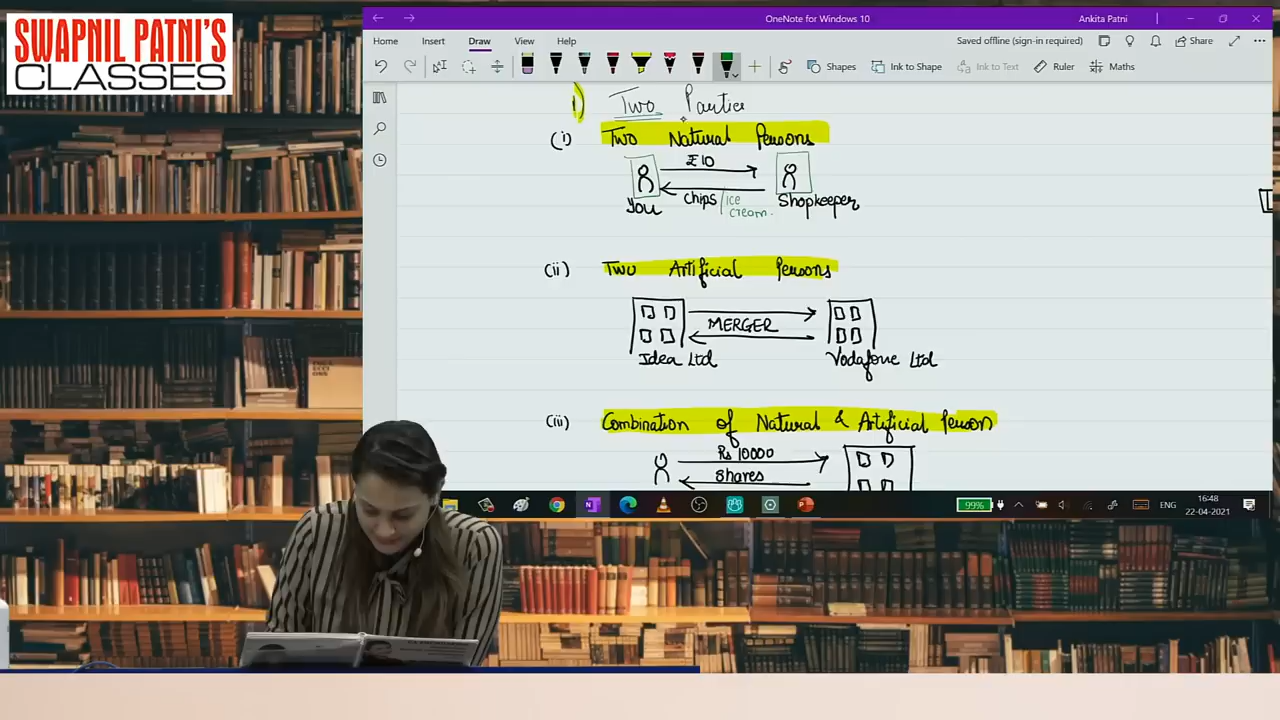 SWAPNIL PATNI'S
CLASSES
OneNote for Windows 10
Ankita Patni
Home Insert Draw View Help
Saved offline (sign-in required) Share
Shapes Ink to Shape Ink to Text Ruler Maths
1) Two Parties
(i) Two Natural Persons
₹10
chips/ice cream.
You Shopkeeper
(ii) Two Artificial Persons
MERGER
Idea Ltd Vodafone Ltd
(iii) Combination of Natural & Artificial Person
Rs 10000
shares
99% ENG 16:48
22-04-2021